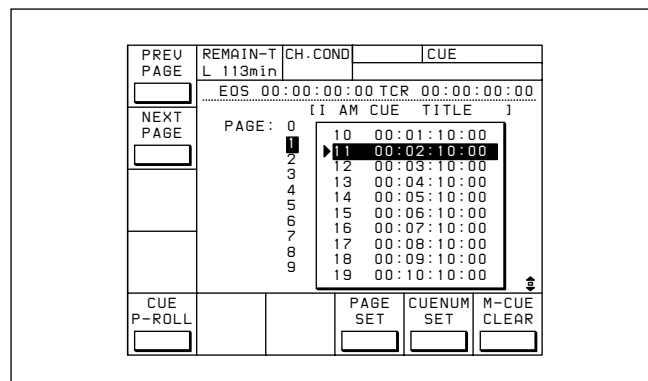 PREV PAGE
REMAIN-T
L 113min
CH.COND
CUE
EOS 00:00:00:00 TCR 00:00:00:00
NEXT PAGE
[I AM CUE TITLE ]
PAGE:
0
1
2
3
4
5
6
7
8
9
10 00:01:10:00
11 00:02:10:00
12 00:03:10:00
13 00:04:10:00
14 00:05:10:00
15 00:06:10:00
16 00:07:10:00
17 00:08:10:00
18 00:09:10:00
19 00:10:10:00
CUE
P-ROLL
PAGE
SET
CUENUM
SET
M-CUE
CLEAR